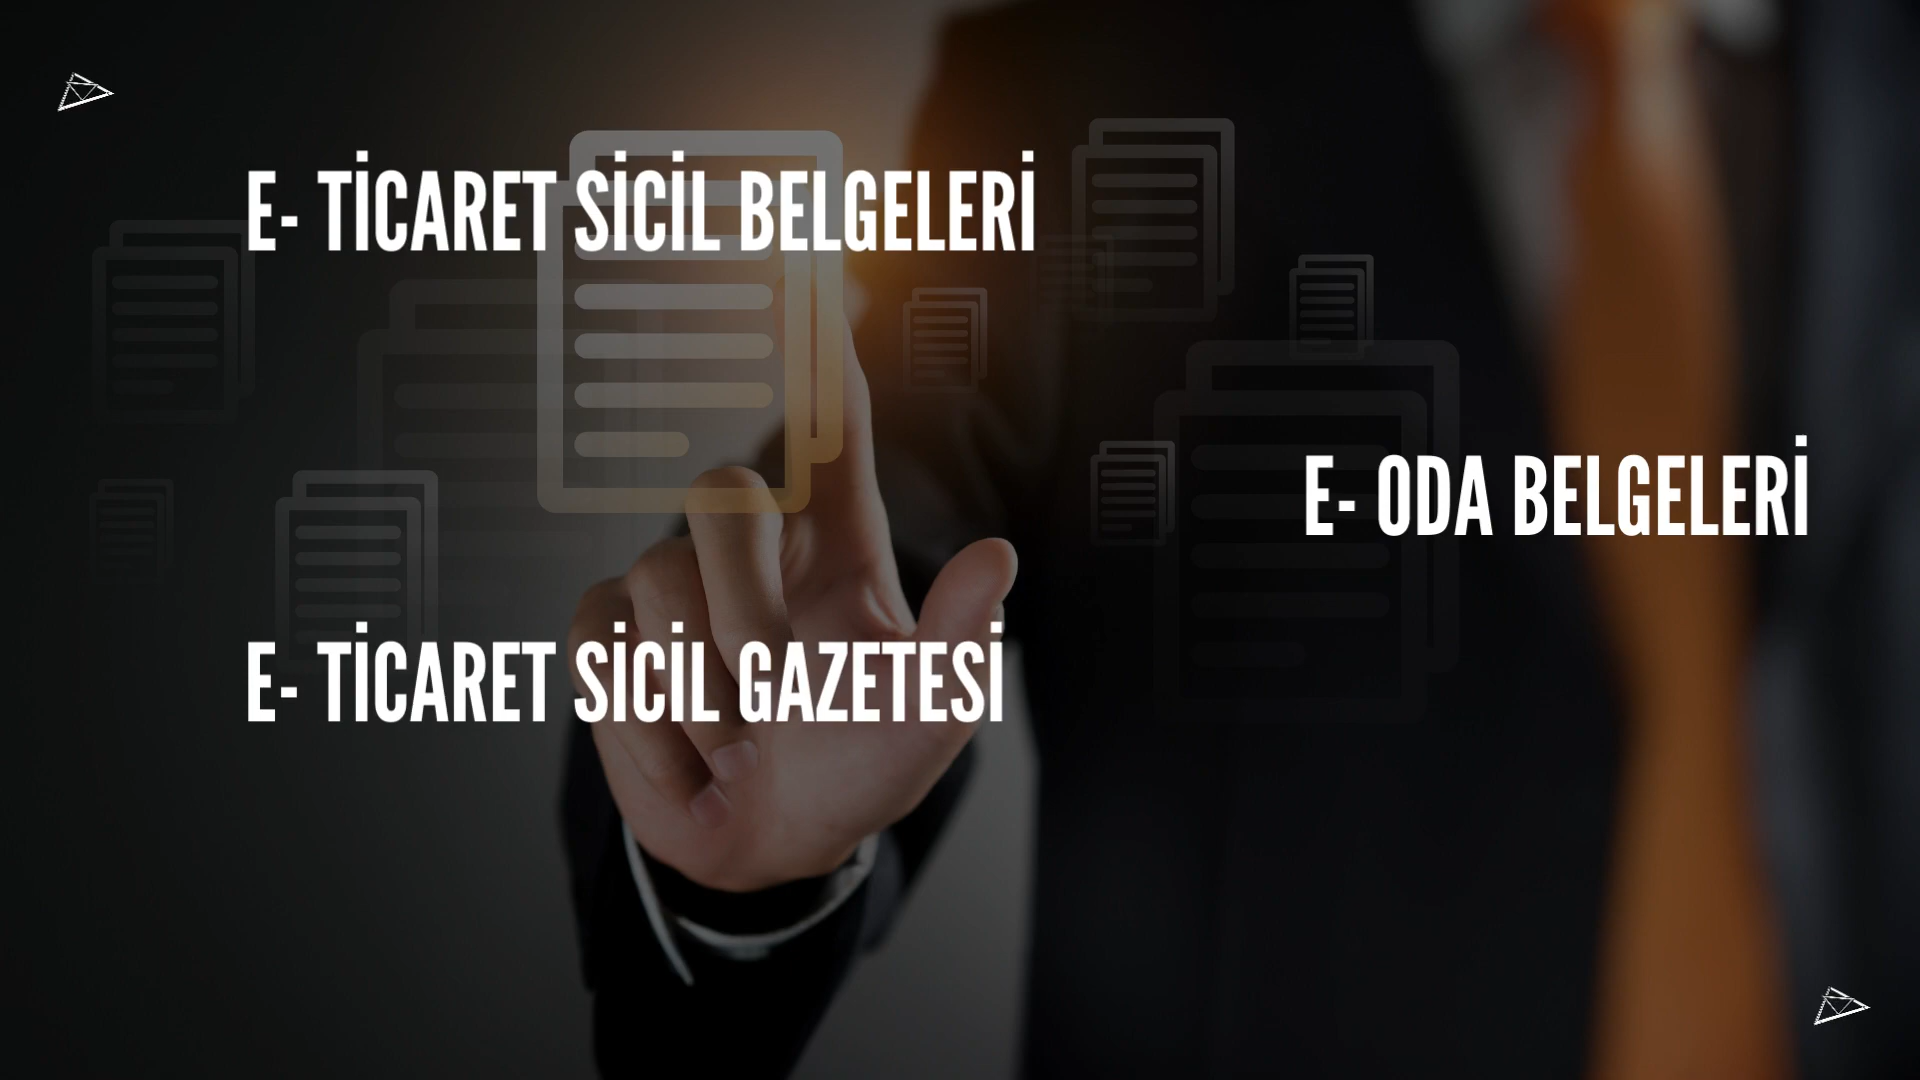 E- TİCARET SİCİL BELGELERİ
E- ODA BELGELERİ
E- TİCARET SİCİL GAZETESİ